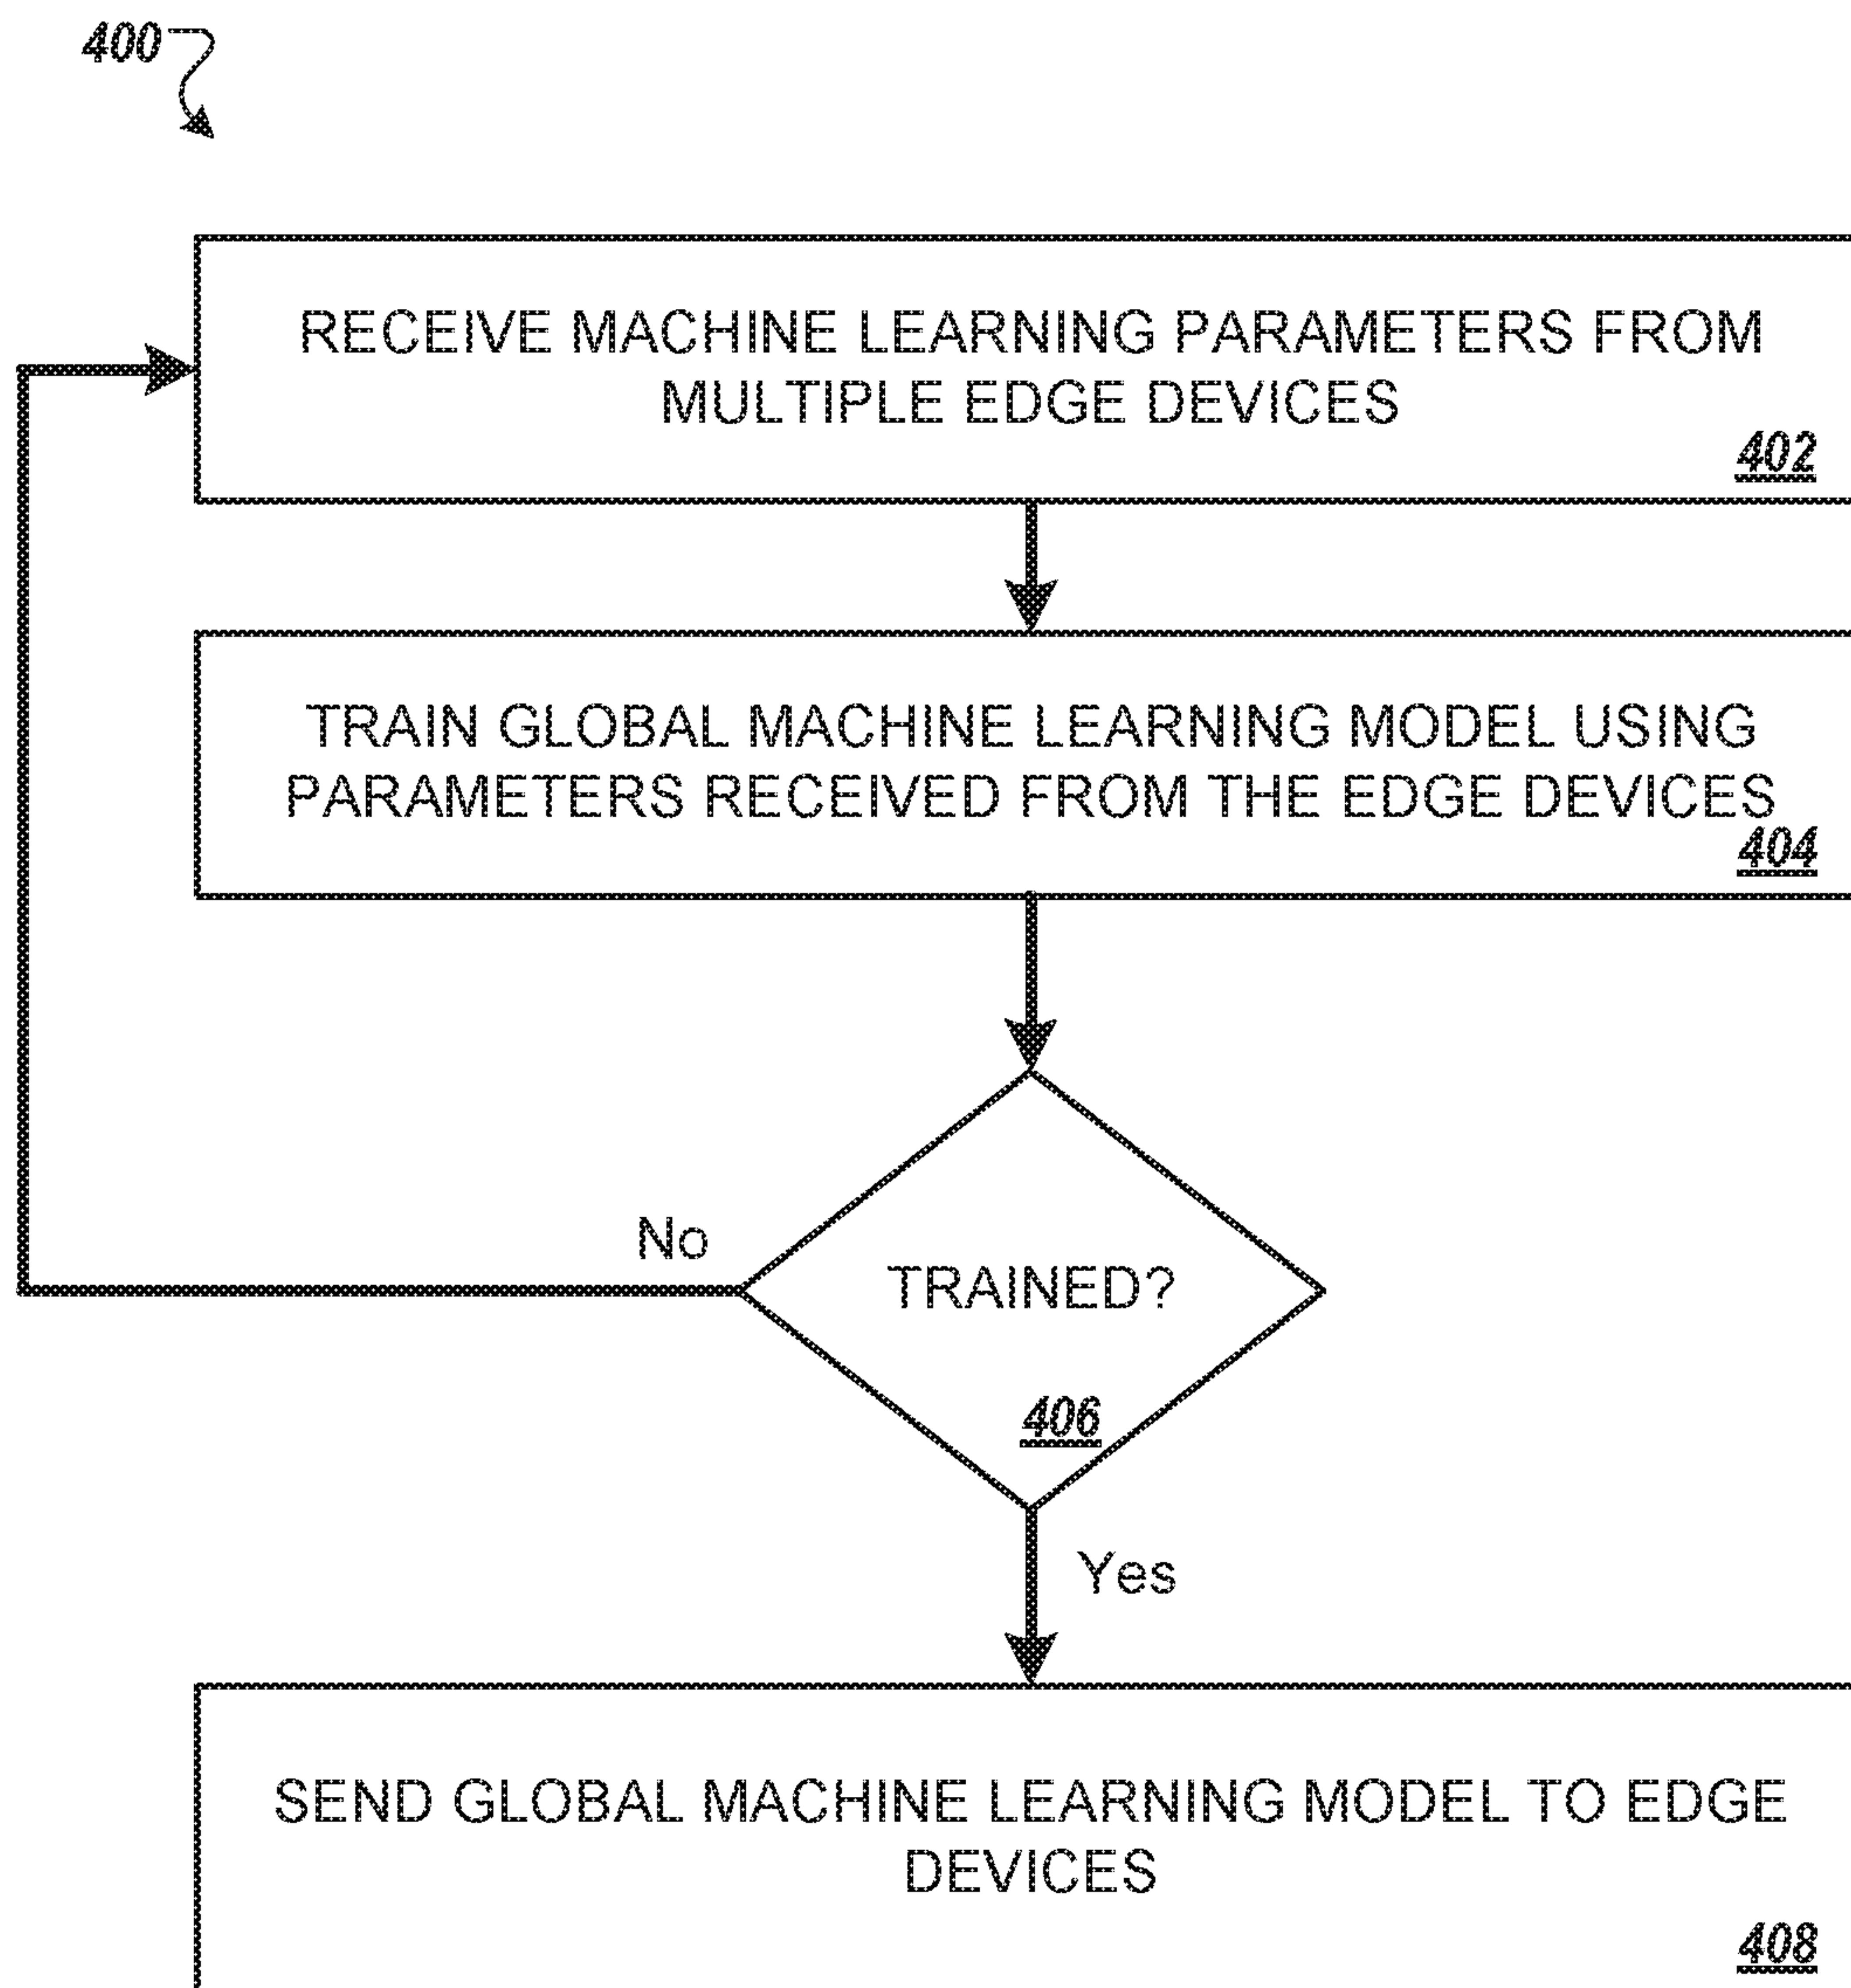 400
RECEIVE MACHINE LEARNING PARAMETERS FROM
MULTIPLE EDGE DEVICES
402
TRAIN GLOBAL MACHINE LEARNING MODEL USING
PARAMETERS RECEIVED FROM THE EDGE DEVICES
404
No
TRAINED?
406
Yes
SEND GLOBAL MACHINE LEARNING MODEL TO EDGE
DEVICES
408